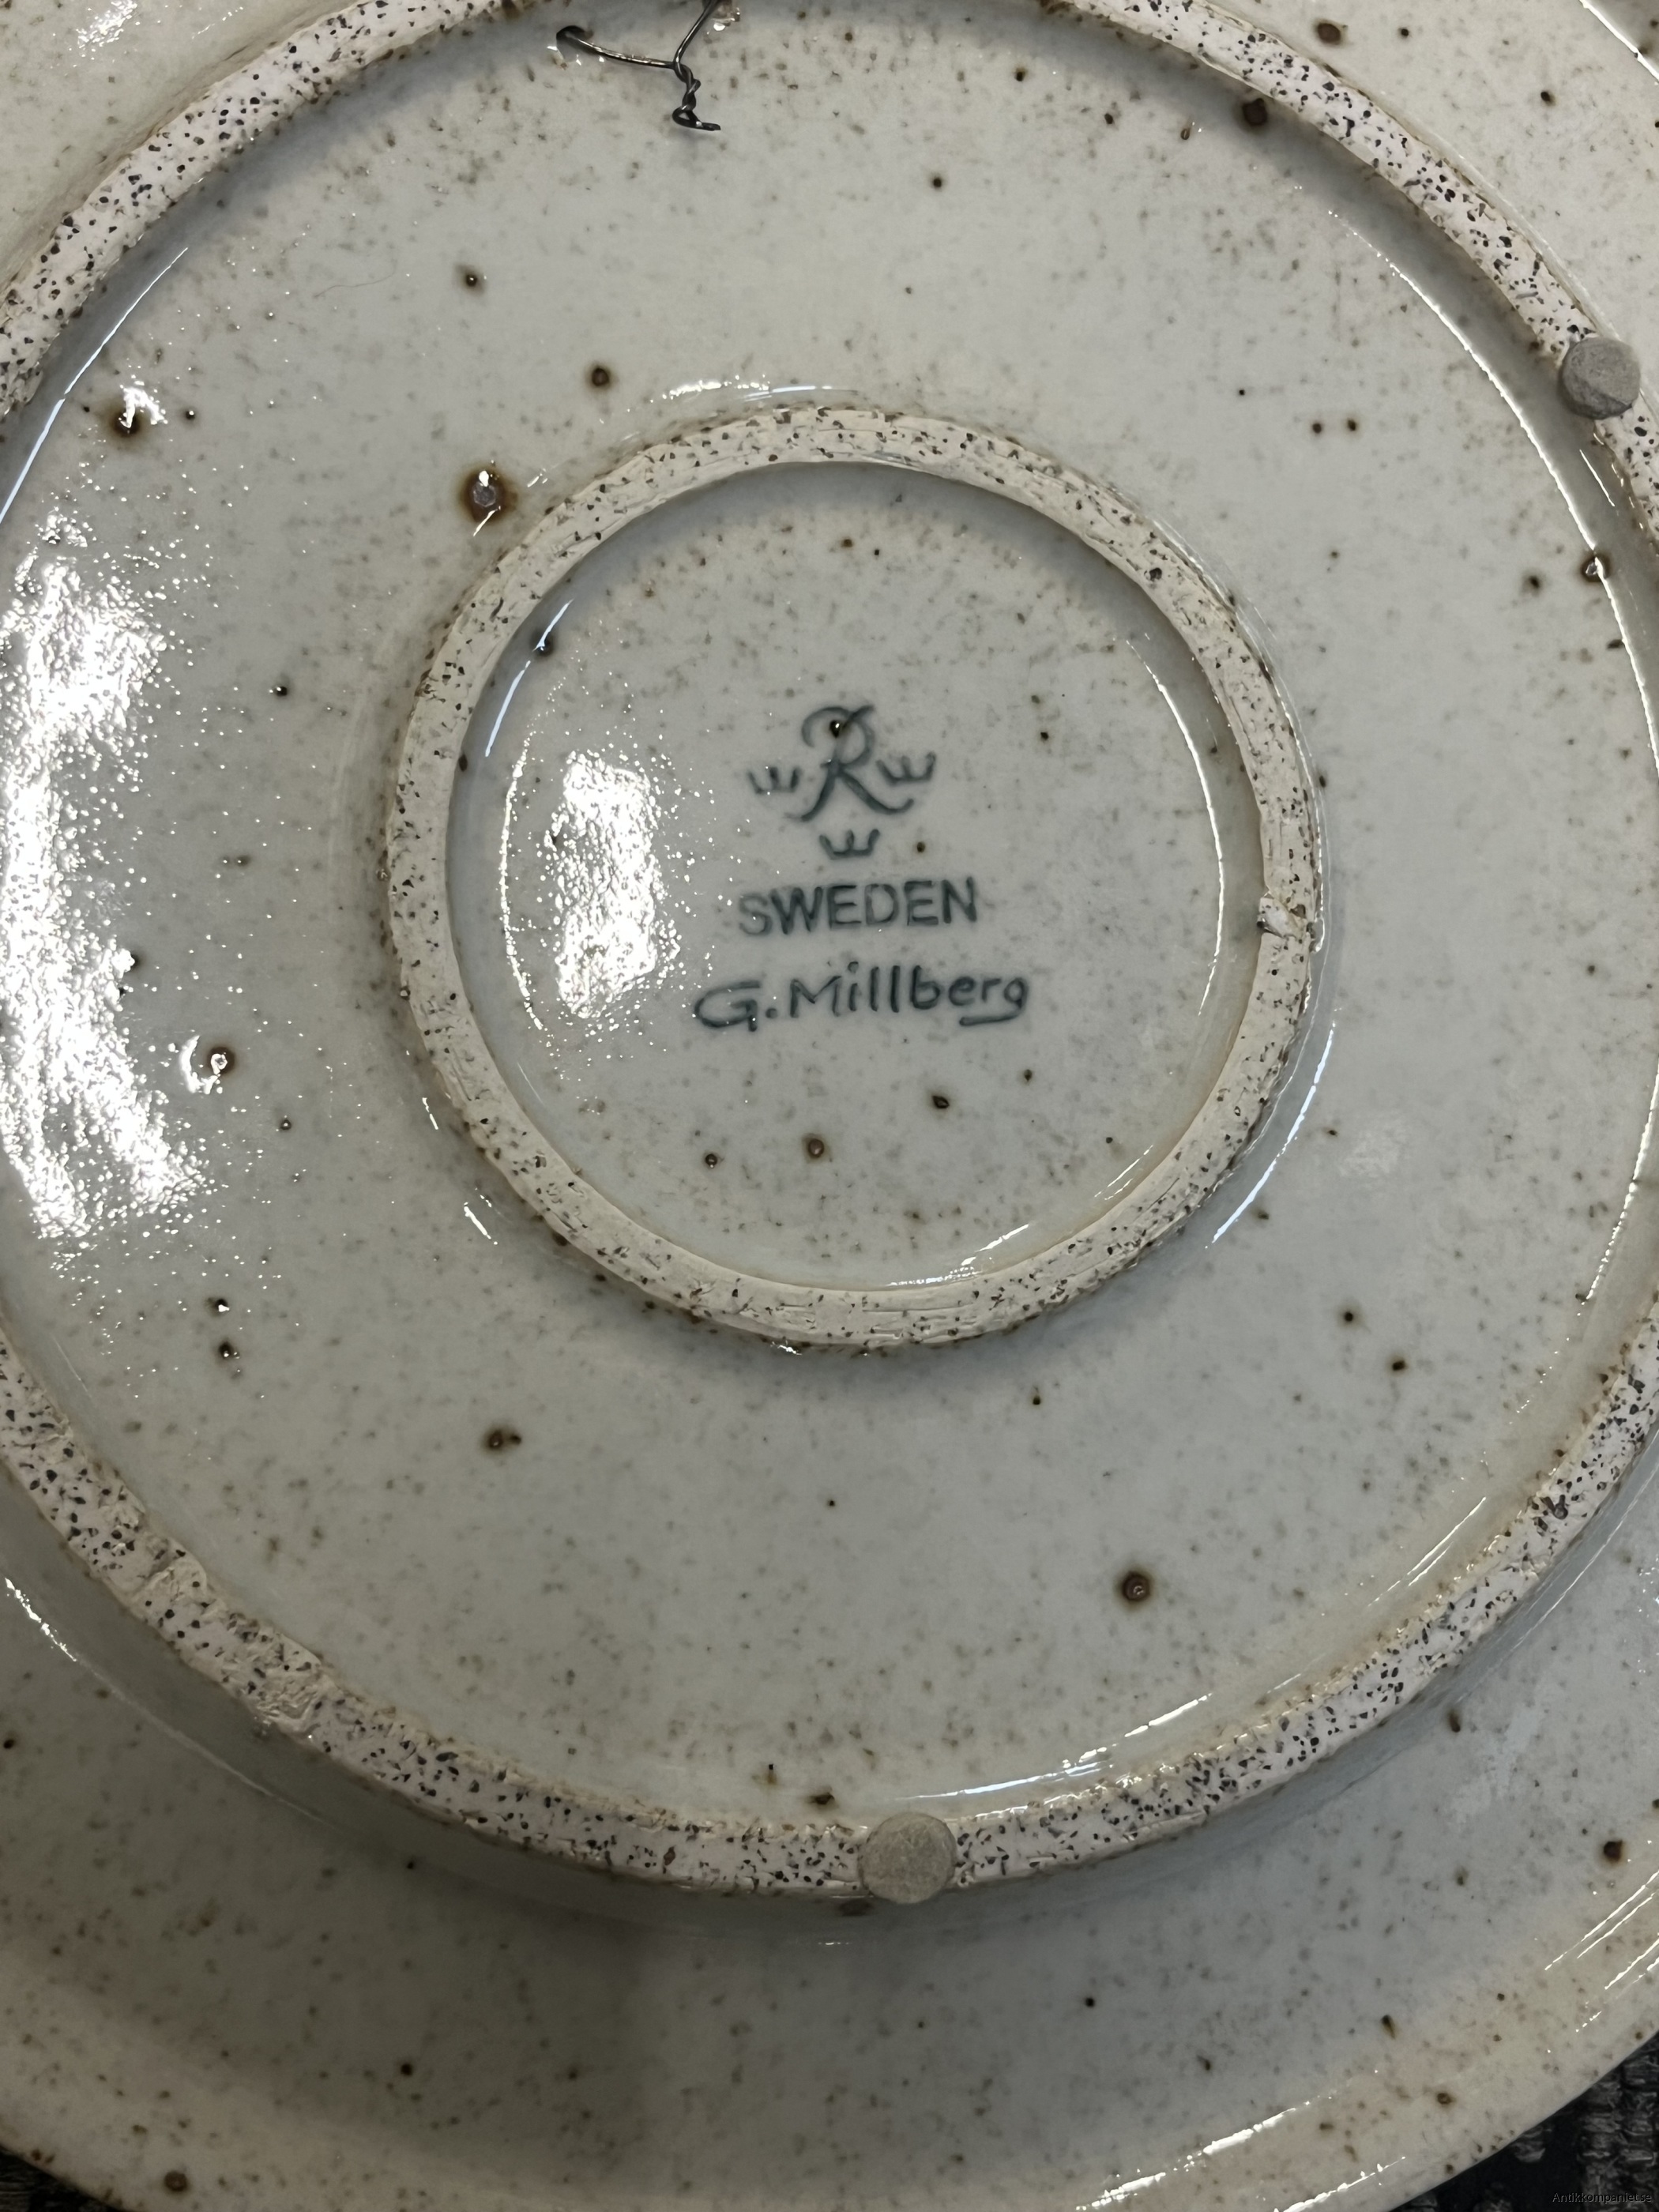 R
SWEDEN
G. Millberg
Antikkompaniet.se